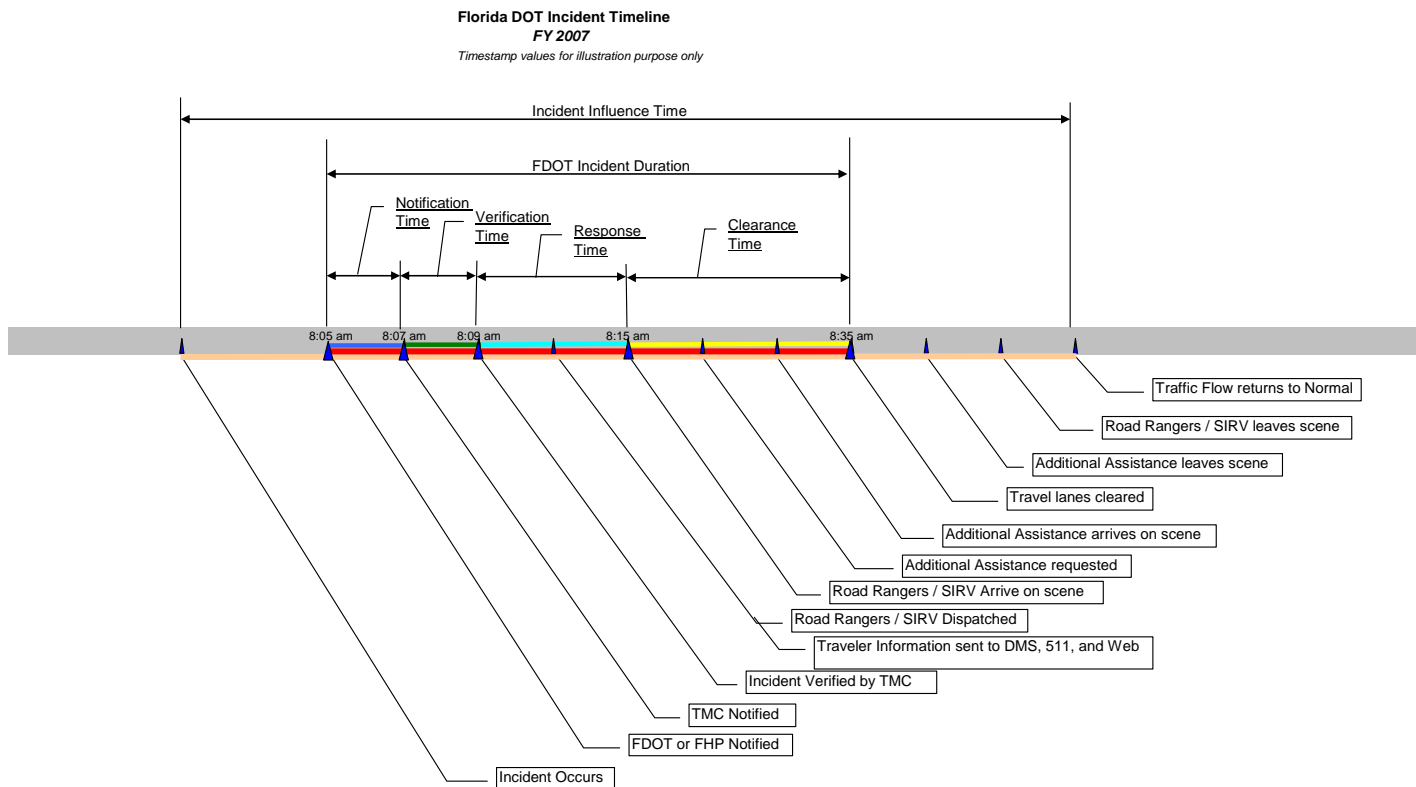 Florida DOT Incident Timeline
FY 2007
Timestamp values for illustration purpose only
Incident Influence Time
FDOT Incident Duration
Notification
Time
Verification
Time
Response
Time
Clearance
Time
8:05 am
8:07 am
8:09 am
8:15 am
8:35 am
Traffic Flow returns to Normal
Road Rangers / SIRV leaves scene
Additional Assistance leaves scene
Travel lanes cleared
Additional Assistance arrives on scene
Additional Assistance requested
Road Rangers / SIRV Arrive on scene
Road Rangers / SIRV Dispatched
Traveler Information sent to DMS, 511, and Web
Incident Verified by TMC
TMC Notified
FDOT or FHP Notified
Incident Occurs